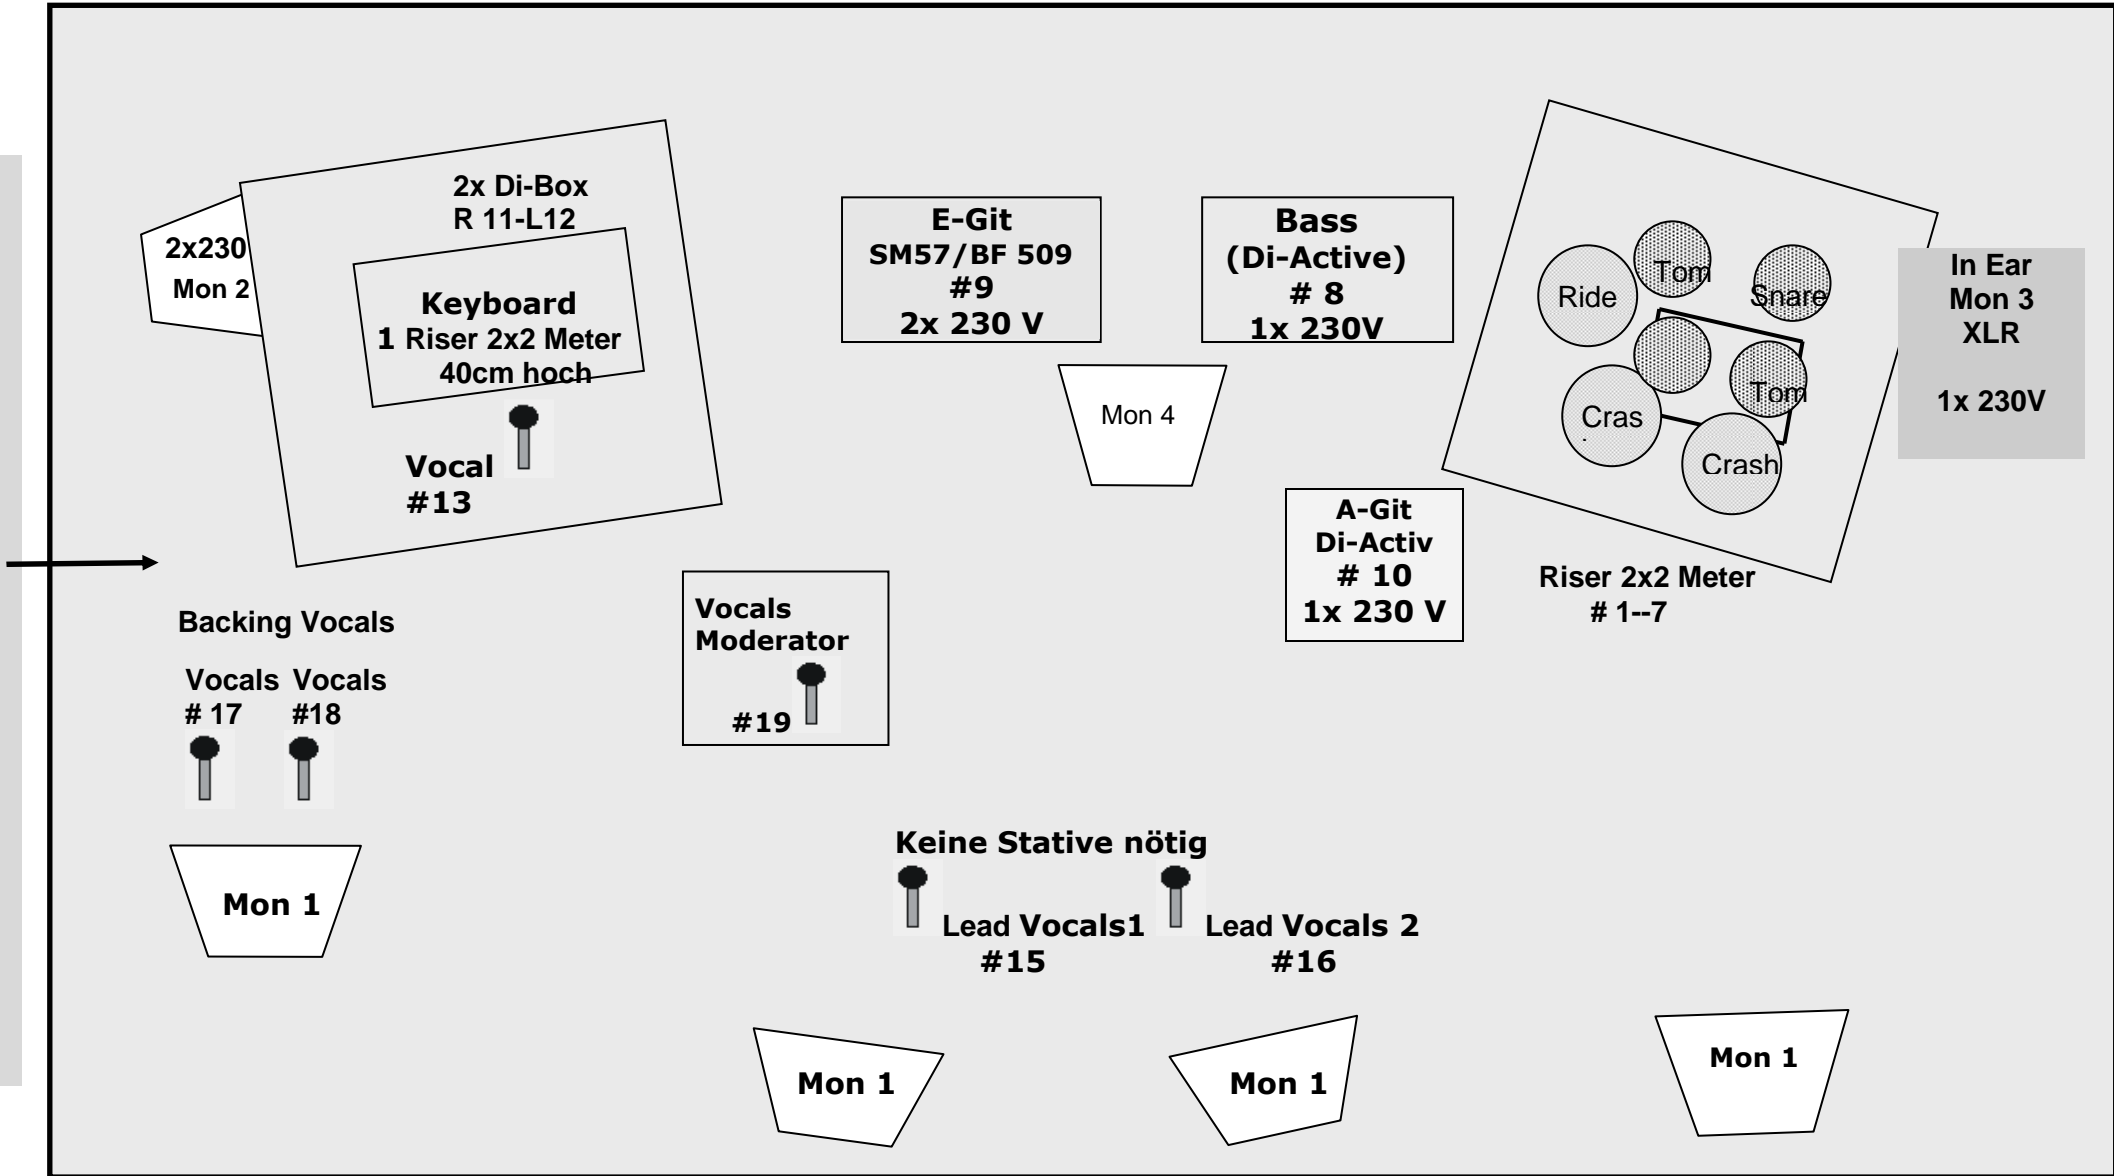 2x Di-Box
R 11-L12
2x230
Mon 2
Keyboard
1 Riser 2x2 Meter
40cm hoch
Vocal
#13
E-Git
SM57/BF 509
#9
2x 230 V
Bass
(Di-Active)
# 8
1x 230V
Mon 4
Ride
Tom
Snare
Tom
Cras
Crash
In Ear
Mon 3
XLR
1x 230V
A-Git
Di-Activ
# 10
1x 230 V
Riser 2x2 Meter
# 1--7
Backing Vocals
Vocals Vocals
# 17 #18
Vocals
Moderator
#19
Mon 1
Keine Stative nötig
Lead Vocals1 Lead Vocals 2
#15 #16
Mon 1
Mon 1
Mon 1